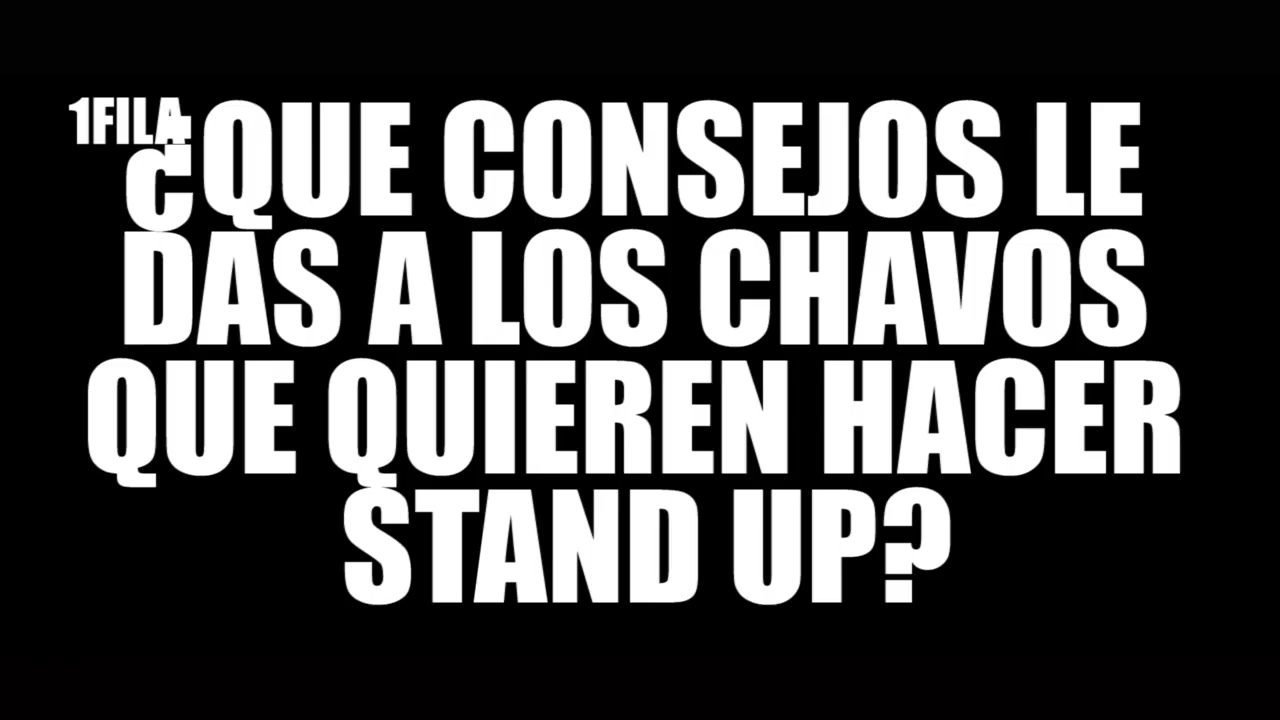 1FILA
¿QUE CONSEJOS LE
DAS A LOS CHAVOS
QUE QUIEREN HACER
STAND UP?